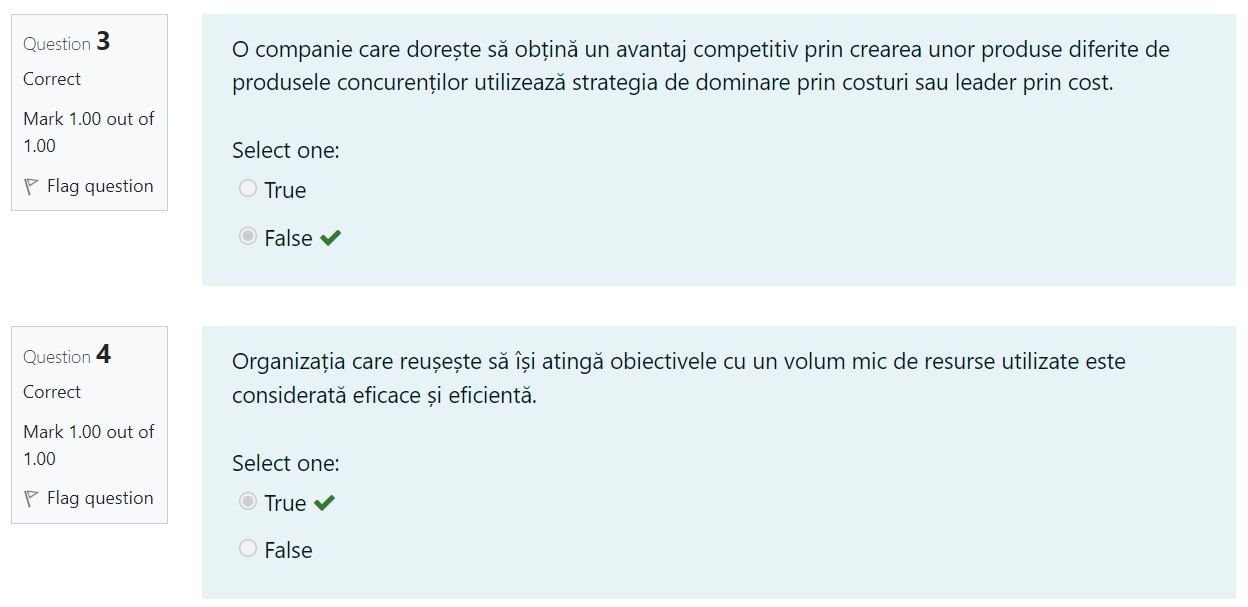 Question 3
Correct
Mark 1.00 out of
1.00
Flag question
O companie care dorește să obțină un avantaj competitiv prin crearea unor produse diferite de
produsele concurenților utilizează strategia de dominare prin costuri sau leader prin cost.
Select one:
True
False
Question 4
Correct
Mark 1.00 out of
1.00
Flag question
Organizația care reușește să își atingă obiectivele cu un volum mic de resurse utilizate este
considerată eficace și eficientă.
Select one:
True
False